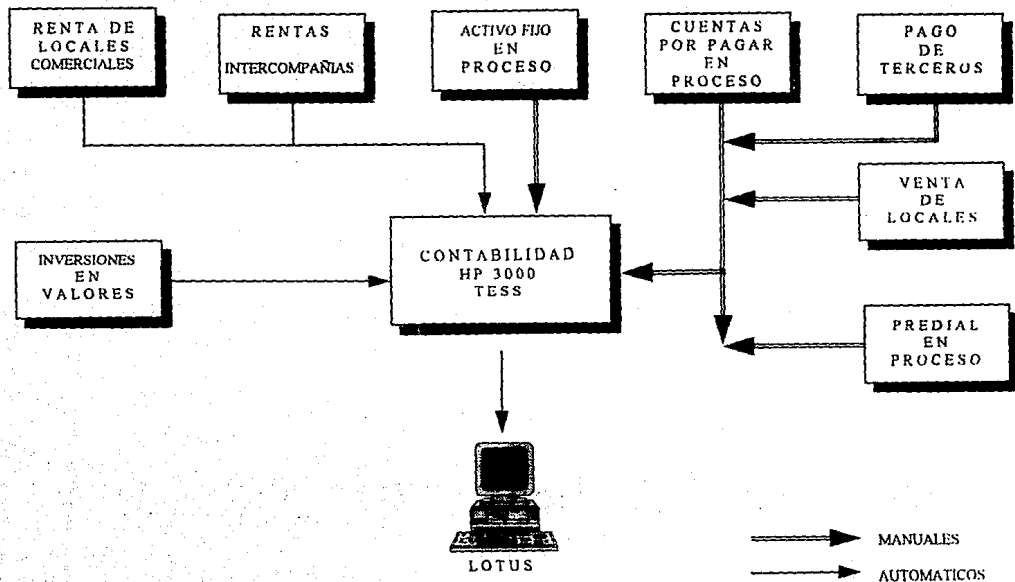 RENTA DE
LOCALES
COMERCIALES
RENTAS
INTERCOMPAÑIAS
ACTIVO FIJO
EN
PROCESO
CUENTAS
POR PAGAR
EN
PROCESO
PAGO
DE
TERCEROS
VENTA
DE
LOCALES
INVERSIONES
EN
VALORES
CONTABILIDAD
HP 3000
TESS
PREDIAL
EN
PROCESO
LOTUS
MANUALES
AUTOMATICOS